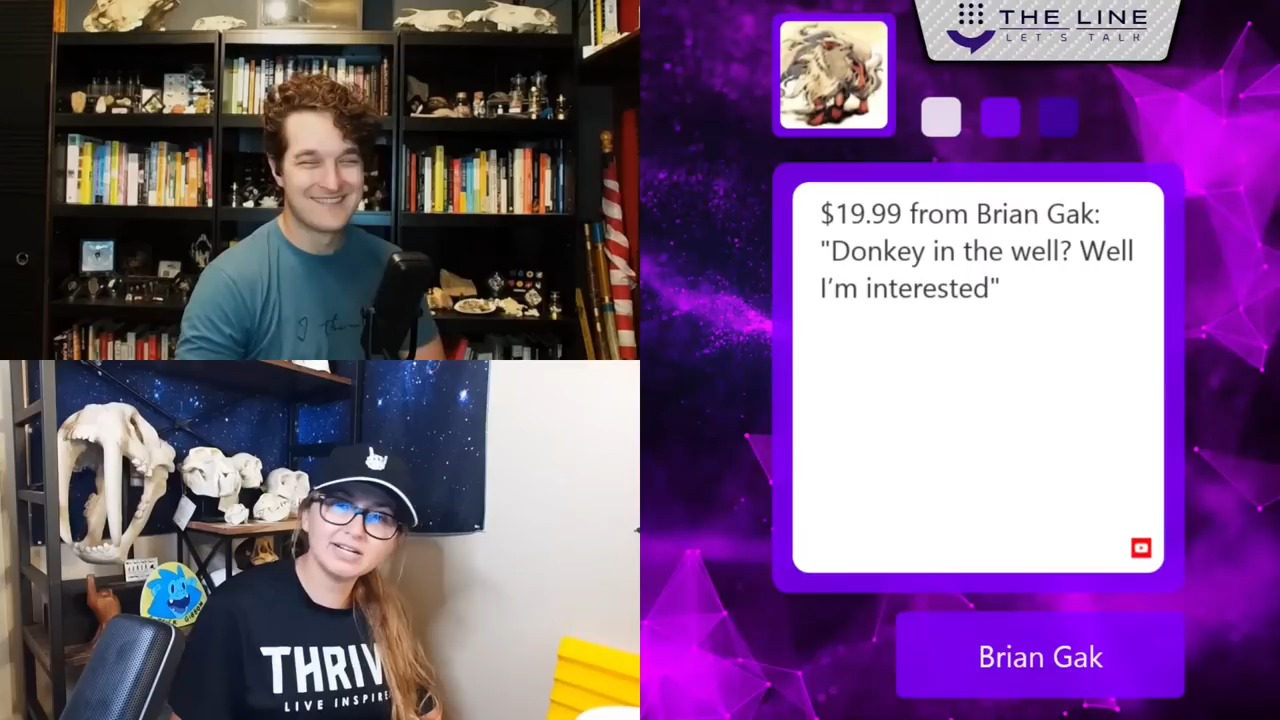 THE LINE
LET'S TALK
$19.99 from Brian Gak:
"Donkey in the well? Well
I'm interested"
THRIV
LIVE INSPIRE
Brian Gak